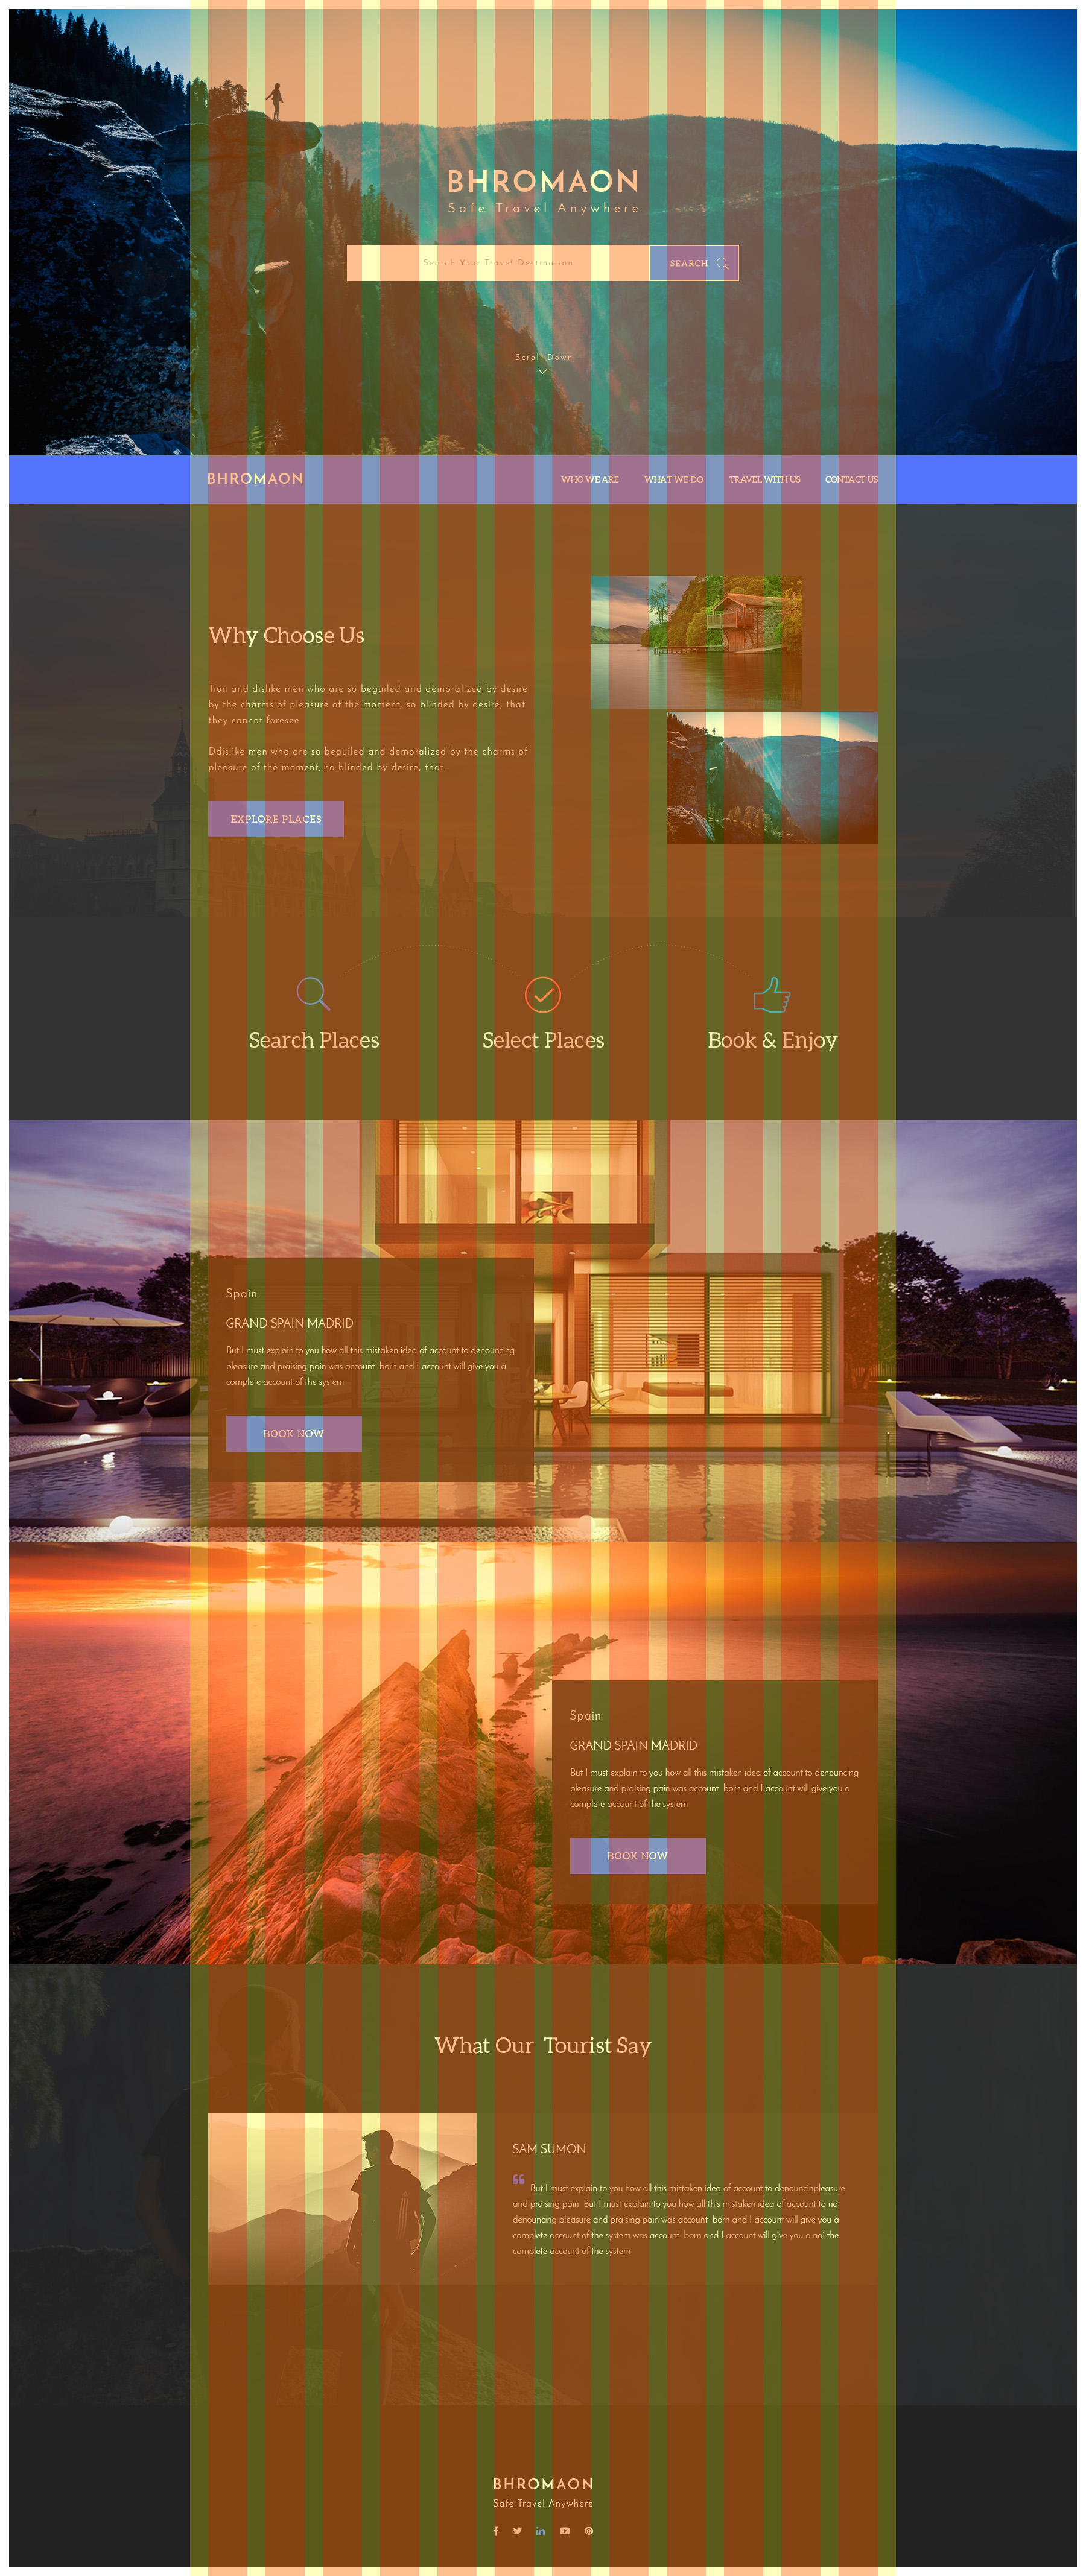 BHROMAON
Safe Travel Anywhere
Search Your Travel Destination
SEARCH
Scroll Down
BHROMAON
WHO WE ARE
WHAT WE DO
TRAVEL WITH US
CONTACT US
Why Choose Us
Tion and dislike men who are so beguiled and demoralized by desire
by the charms of pleasure of the moment, so blinded by desire, that
they cannot foresee
Ddislike men who are so beguiled and demoralized by the charms of
pleasure of the moment, so blinded by desire, that.
EXPLORE PLACES
Search Places
Select Places
Book & Enjoy
Spain
GRAND SPAIN MADRID
But I must explain to you how all this mistaken idea of account to denouncing
pleasure and praising pain was account born and I account will give you a
complete account of the system
BOOK NOW
Spain
GRAND SPAIN MADRID
But I must explain to you how all this mistaken idea of account to denouncing
pleasure and praising pain was account born and I account will give you a
complete account of the system
BOOK NOW
What Our Tourist Say
SAM SUMON
“ But I must explain to you how all this mistaken idea of account to denouncinpleasure
and praising pain But I must explain to you how all this mistaken idea of account to nai
denouncing pleasure and praising pain was account born and I account will give you a
complete account of the system was account born and I account will give you a nai the
complete account of the system
BHROMAON
Safe Travel Anywhere